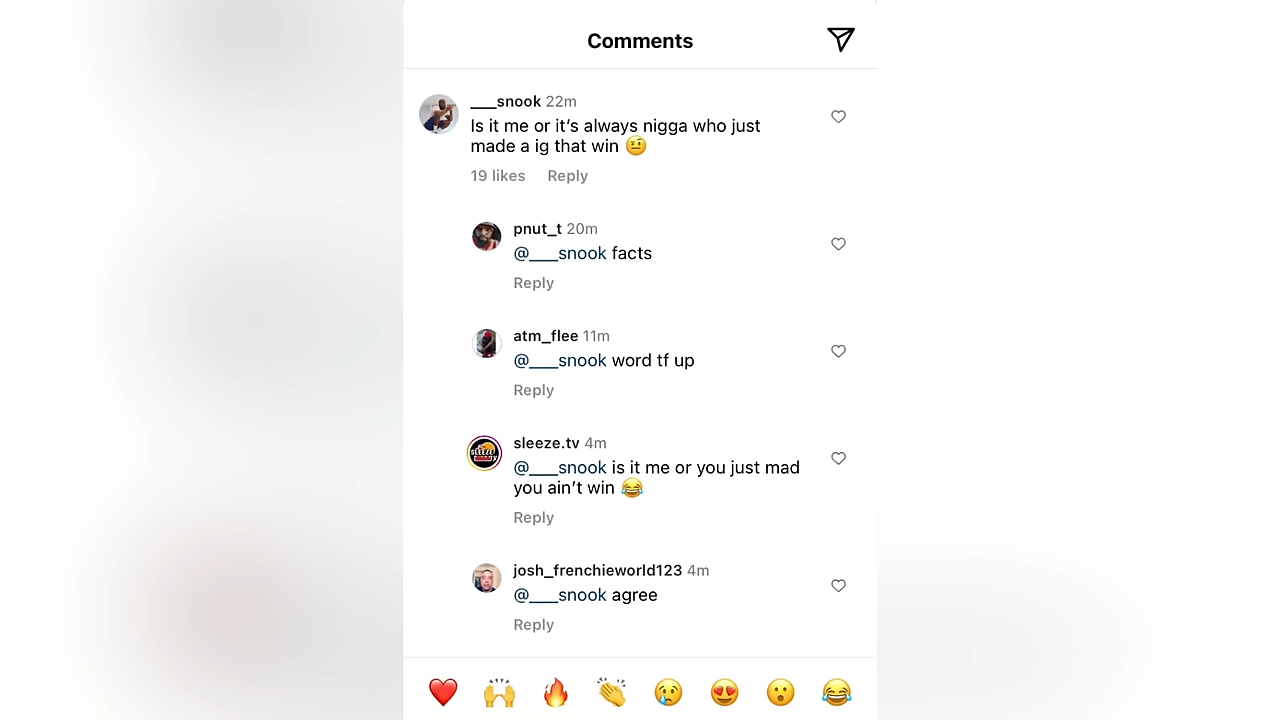 Comments
___snook 22m
Is it me or it’s always nigga who just
made a ig that win 🤨
19 likes Reply
pnut_t 20m
@___snook facts
Reply
atm_flee 11m
@___snook word tf up
Reply
SLEEZE
sleeze.tv 4m
@___snook is it me or you just mad
you ain’t win 😂
Reply
josh_frenchieworld123 4m
@___snook agree
Reply